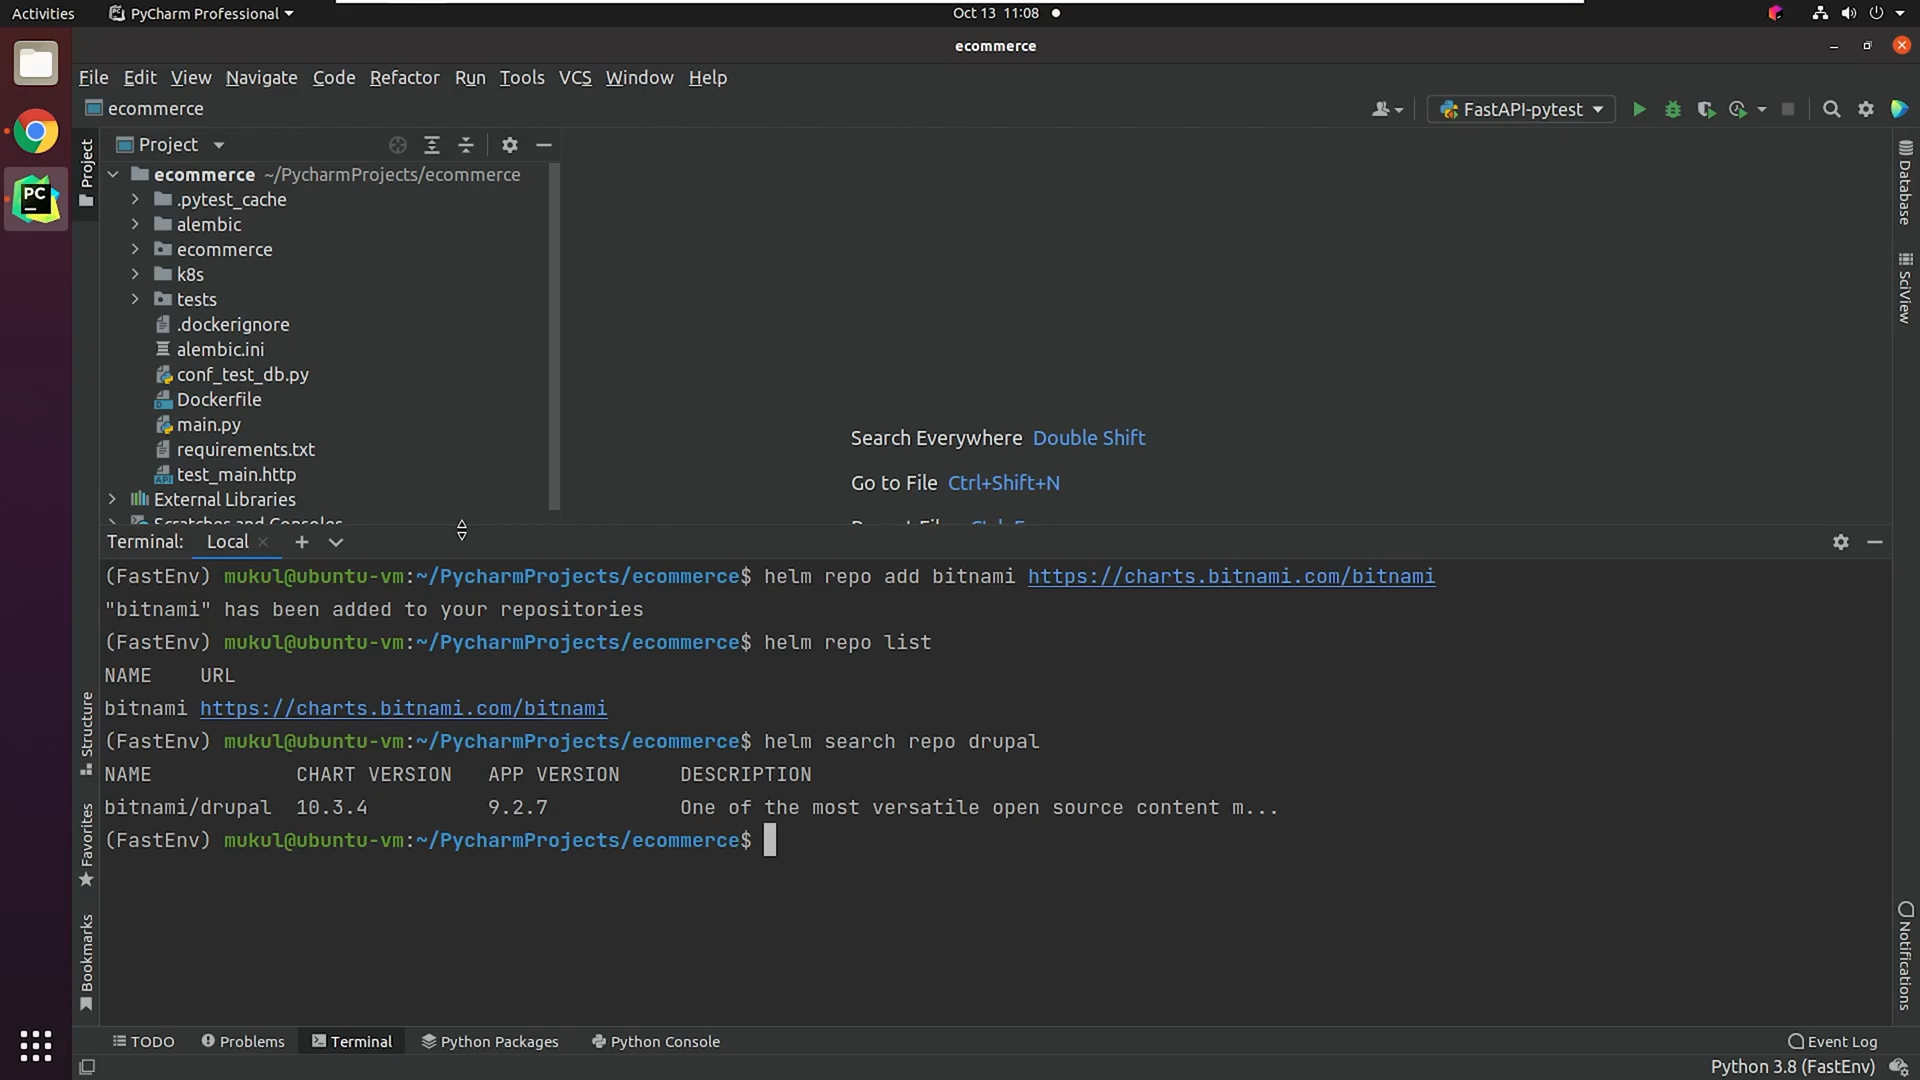 Activities
PyCharm Professional
Oct 13 11:08
ecommerce
File Edit View Navigate Code Refactor Run Tools VCS Window Help
ecommerce
FastAPI-pytest
Project
Project
ecommerce ~/PycharmProjects/ecommerce
.pytest_cache
alembic
ecommerce
k8s
tests
.dockerignore
alembic.ini
conf_test_db.py
Dockerfile
main.py
requirements.txt
test_main.http
External Libraries
Scratches and Consoles
Search Everywhere Double Shift
Go to File Ctrl+Shift+N
Database
SciView
Terminal: Local
(FastEnv) mukul@ubuntu-vm:~/PycharmProjects/ecommerce$ helm repo add bitnami https://charts.bitnami.com/bitnami
"bitnami" has been added to your repositories
(FastEnv) mukul@ubuntu-vm:~/PycharmProjects/ecommerce$ helm repo list
NAME URL
bitnami https://charts.bitnami.com/bitnami
(FastEnv) mukul@ubuntu-vm:~/PycharmProjects/ecommerce$ helm search repo drupal
NAME CHART VERSION APP VERSION DESCRIPTION
bitnami/drupal 10.3.4 9.2.7 One of the most versatile open source content m...
(FastEnv) mukul@ubuntu-vm:~/PycharmProjects/ecommerce$
Structure
Favorites
Bookmarks
Notifications
TODO Problems Terminal Python Packages Python Console
Event Log
Python 3.8 (FastEnv)